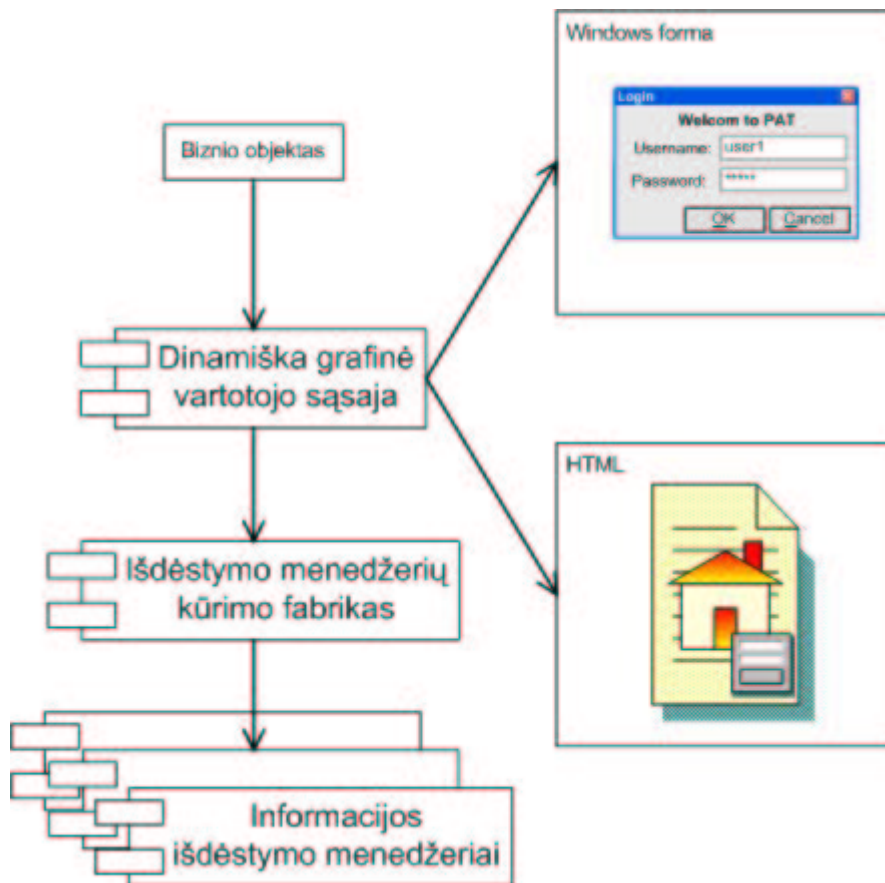 Windows forma
Login
Welcom to PAT
Username: user1
Password: *****
OK Cancel
Biznio objektas
Dinamiška grafinė
vartotojo sąsaja
HTML
Išdėstymo menedžerių
kūrimo fabrikas
Informacijos
išdėstymo menedžeriai